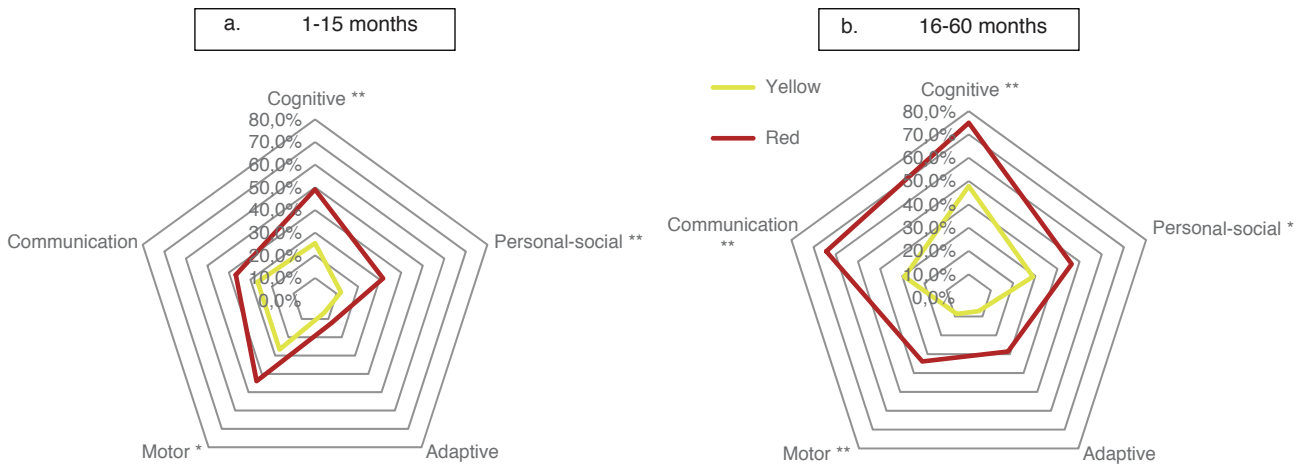 a. 1-15 months
Cognitive **
80,0%
70,0%
60,0%
50,0%
40,0%
30,0%
20,0%
10,0%
0,0%
Communication
Personal-social **
Motor *
Adaptive
b. 16-60 months
Yellow
Red
Cognitive **
80,0%
70,0%
60,0%
50,0%
40,0%
30,0%
20,0%
10,0%
0,0%
Communication
**
Personal-social *
Motor **
Adaptive